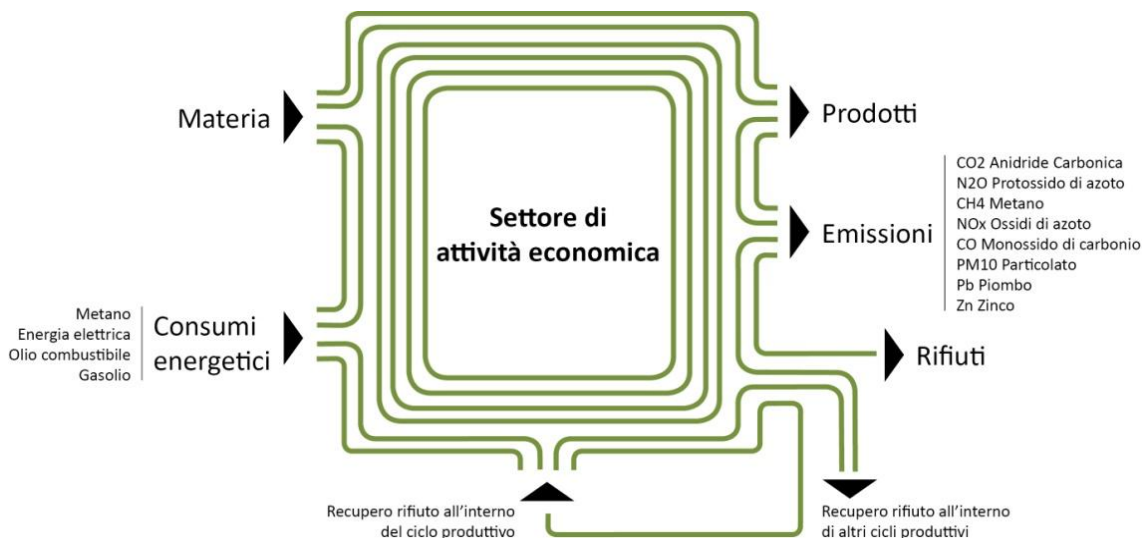 Materia
Metano
Energia elettrica
Olio combustibile
Gasolio
Consumi
energetici
Settore di
attività economica
Prodotti
Emissioni
CO2 Anidride Carbonica
N2O Protossido di azoto
CH4 Metano
NOx Ossidi di azoto
CO Monossido di carbonio
PM10 Particolato
Pb Piombo
Zn Zinco
Rifiuti
Recupero rifiuto all’interno
del ciclo produttivo
Recupero rifiuto all’interno
di altri cicli produttivi